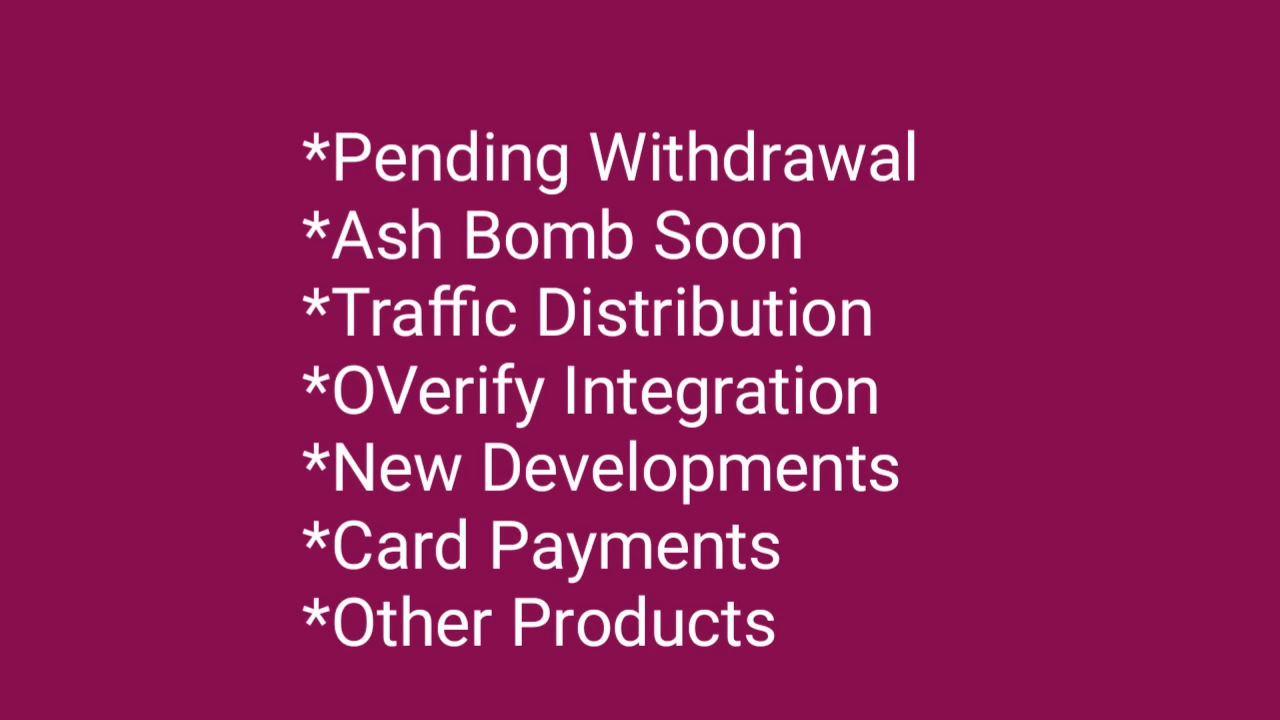 *Pending Withdrawal
*Ash Bomb Soon
*Traffic Distribution
*OVerify Integration
*New Developments
*Card Payments
*Other Products